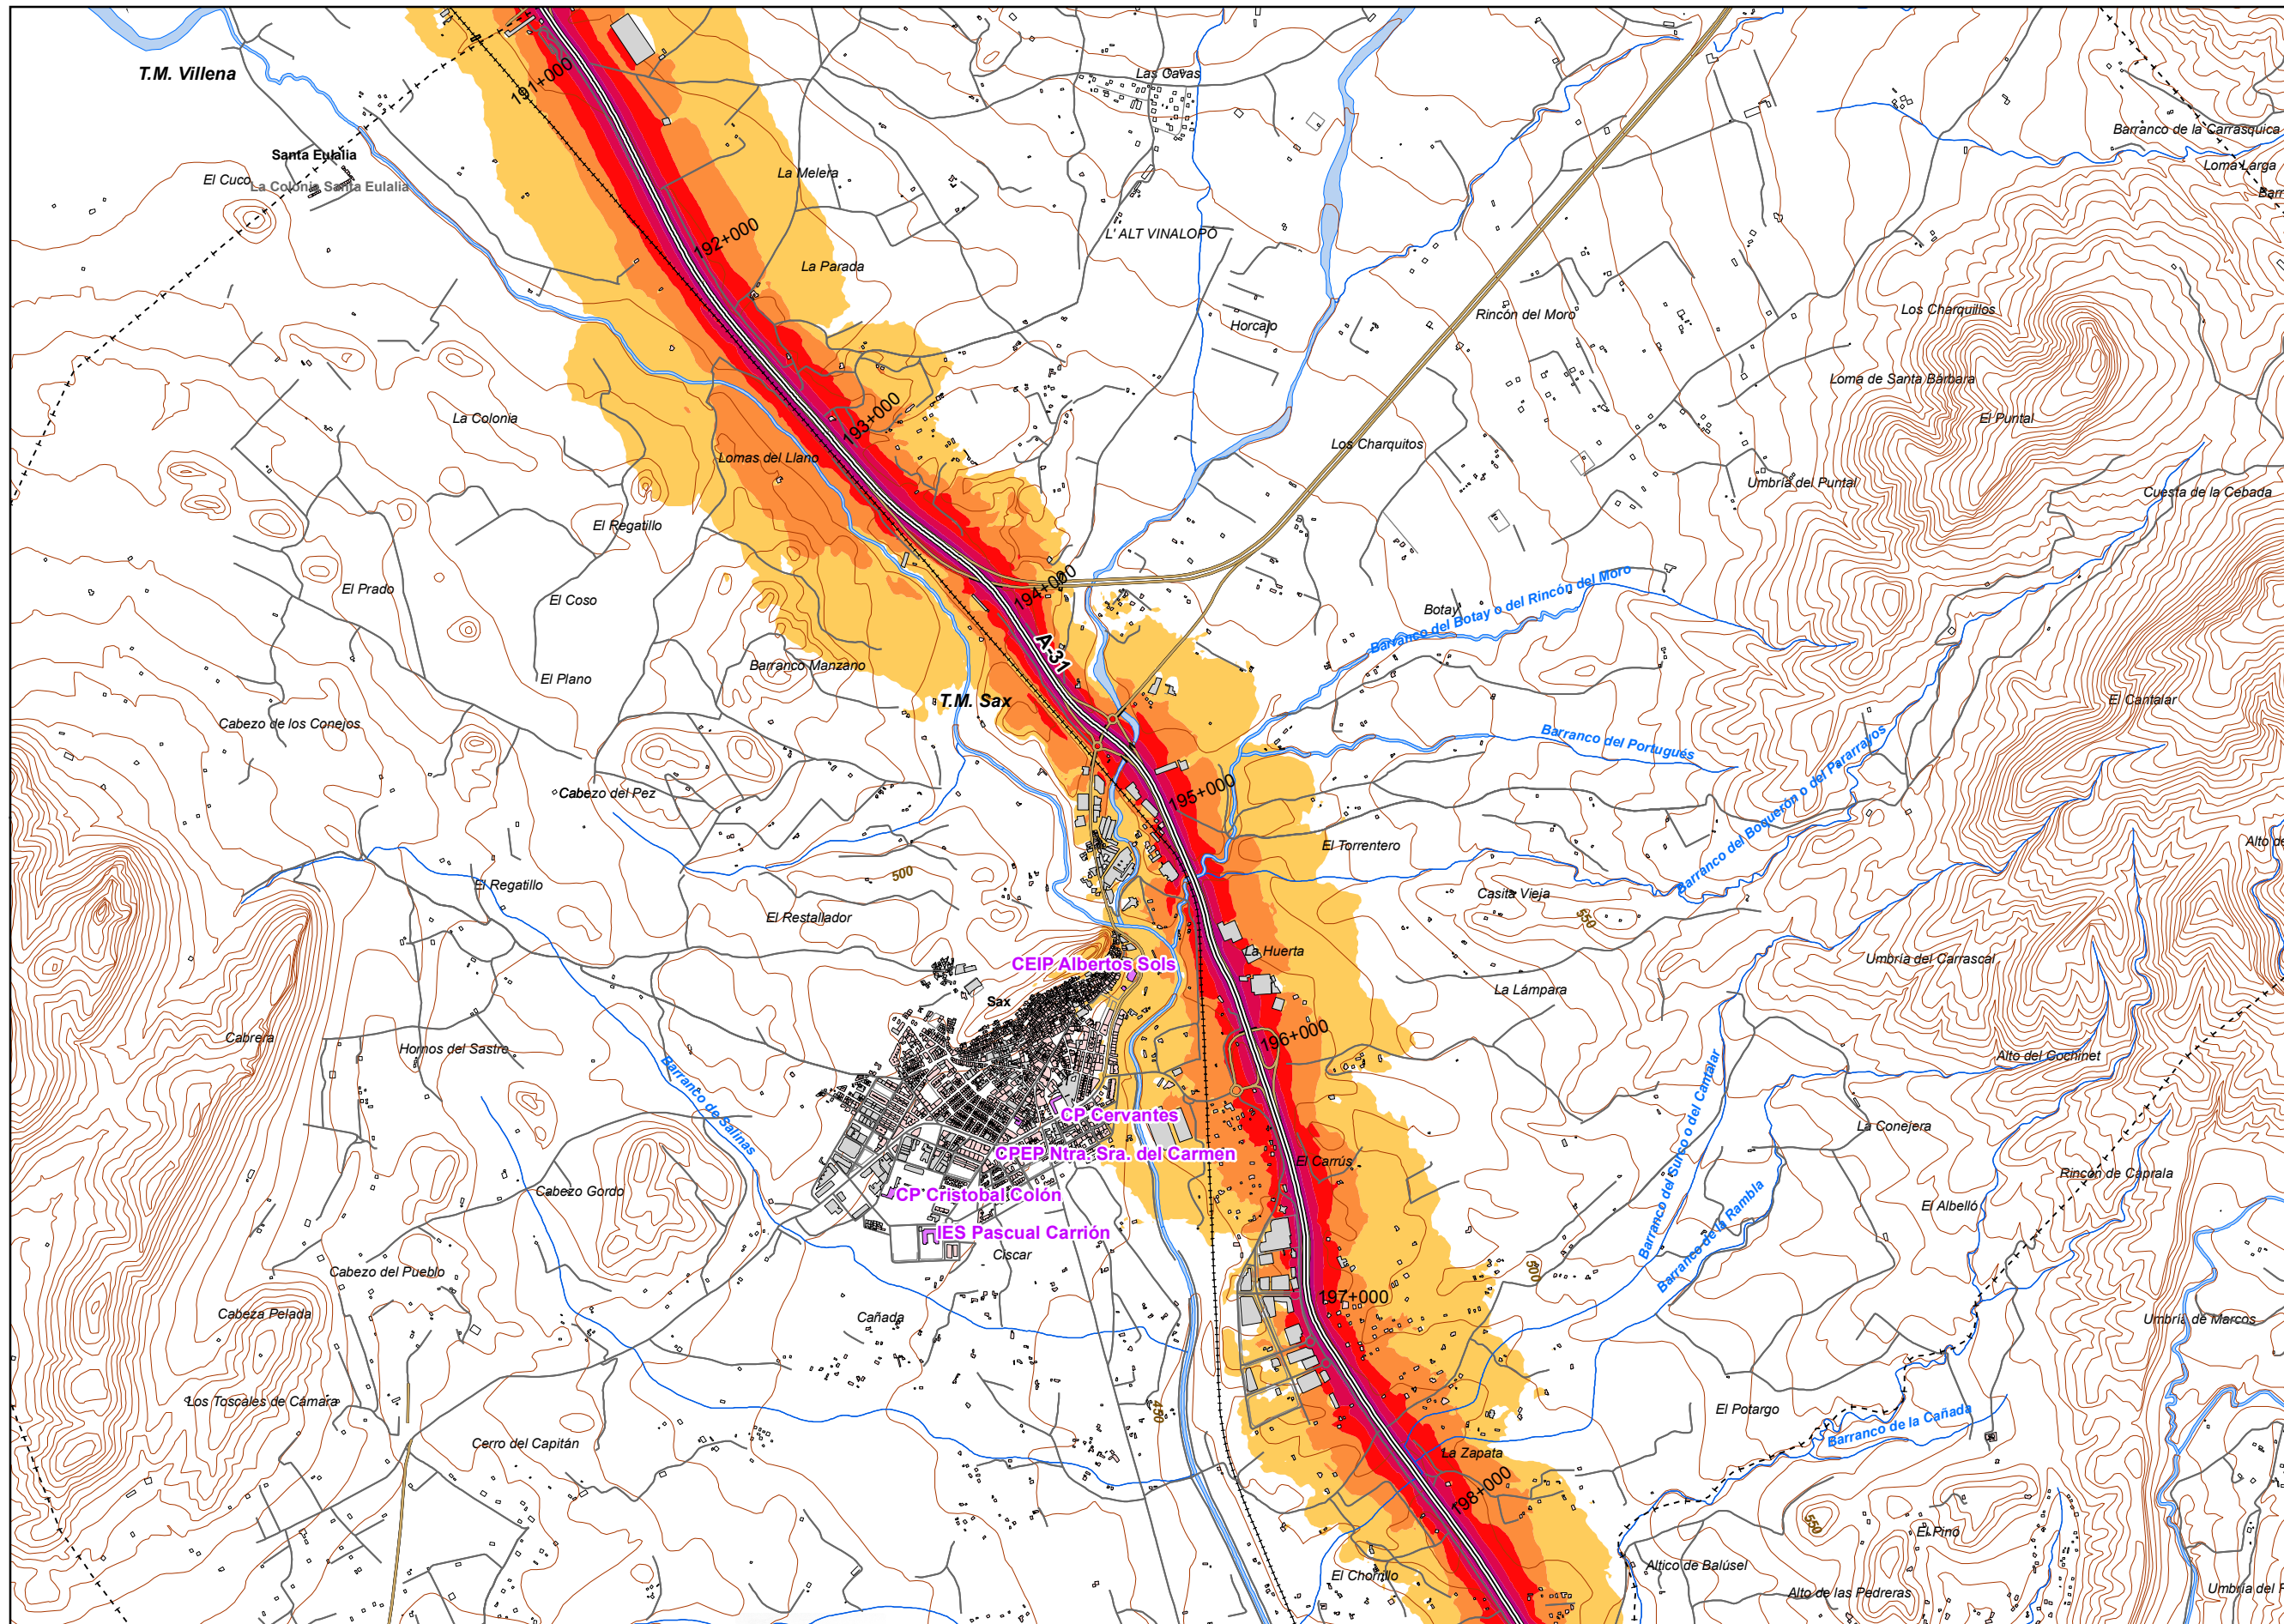 T.M. Villena
191+000
Las Cavas
Barranco de la Carrasquica
Santa Eulalia
La Colonia Santa Eulalia
El Cuco
La Melera
Loma Larga
Barr
192+000
L' ALT VINALOPÓ
La Parada
Horcajo
Rincón del Moro
Los Charquillos
Loma de Santa Bárbara
El Puntal
La Colonia
193+000
Los Charquitos
Lomas del Llano
Umbría del Puntal
Cuesta de la Cebada
El Regatillo
El Prado
El Coso
194+000
Botay
Barranco del Botay o del Rincón del Moro
A-31
Barranco Manzano
El Plano
T.M. Sax
El Cantalar
Cabezo de los Conejos
Barranco del Portugués
Barranco del Boquerón o del Pararrayos
Cabezo del Pez
195+000
El Torrentero
Alto de
500
El Regatillo
Casita Vieja
550
El Restallador
La Huerta
CEIP Albertos Sols
Umbría del Carrascal
Sax
La Lámpara
Cabrera
Hornos del Sastre
196+000
Alto del Cochinet
Barranco de Salinas
Barranco del Surco o del Cantalar
CP Cervantes
La Conejera
CPEP Ntra. Sra. del Carmen
El Carrús
Rincón de Caprala
Cabezo Gordo
CP Cristobal Colón
Barranco de la Rambla
El Albelló
IES Pascual Carrión
Ciscar
Cabezo del Pueblo
500
197+000
Cabeza Pelada
Cañada
Umbría de Marcos
Los Toscales de Cámara
450
El Potargo
Barranco de la Cañada
Cerro del Capitán
La Zapata
198+000
550
El Pino
El Chorrillo
Altico de Balúsel
Alto de las Pedreras
Umbría del P